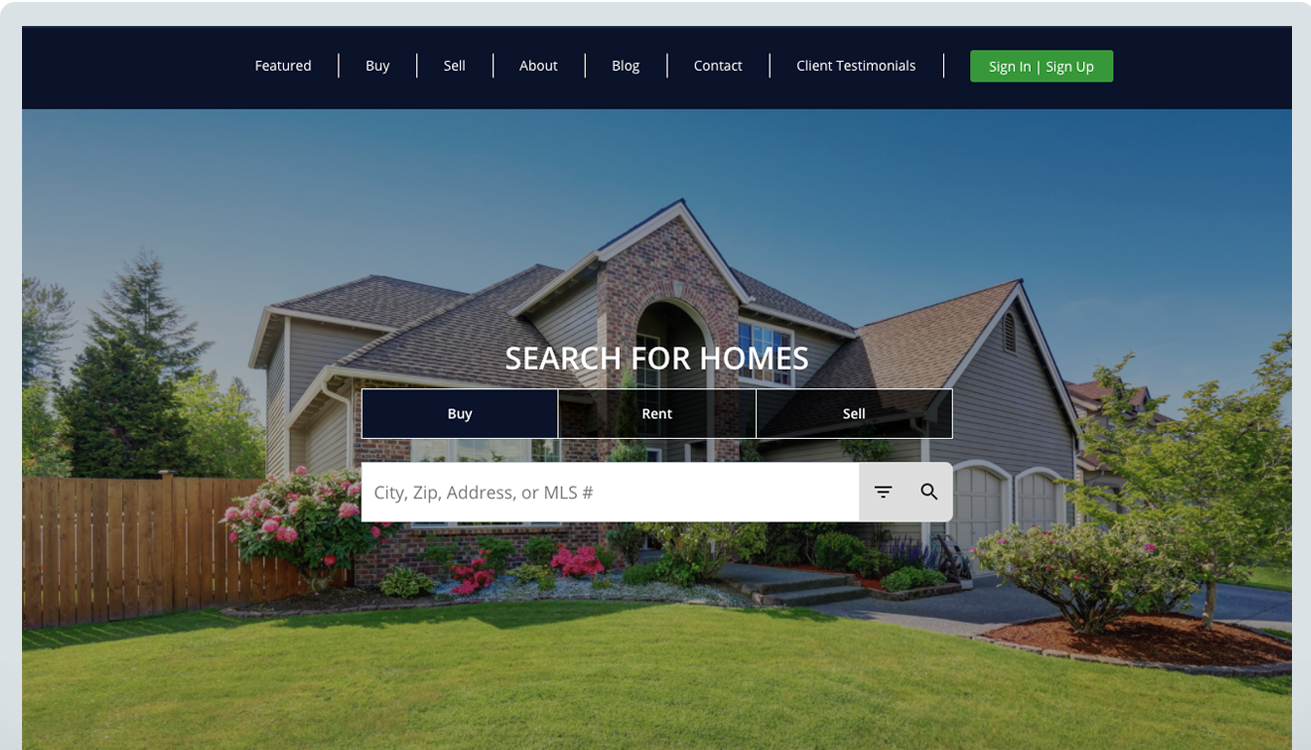 Featured | Buy | Sell | About | Blog | Contact | Client Testimonials | Sign In | Sign Up
SEARCH FOR HOMES
Buy Rent Sell
City, Zip, Address, or MLS #